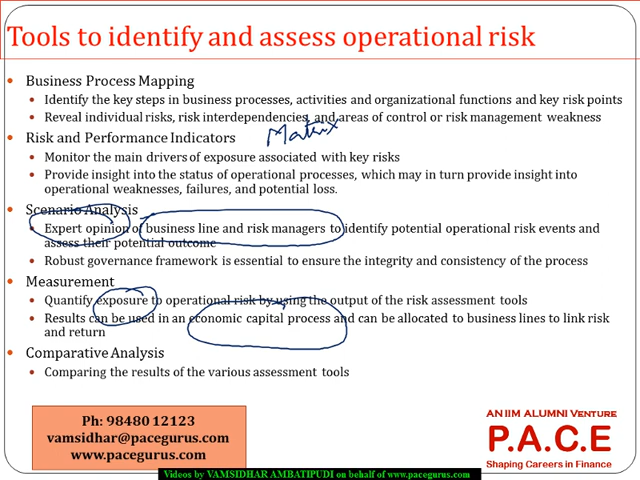 Tools to identify and assess operational risk
• Business Process Mapping
• Identify the key steps in business processes, activities and organizational functions and key risk points
• Reveal individual risks, risk interdependencies, and areas of control or risk management weakness
Matrix
• Risk and Performance Indicators
• Monitor the main drivers of exposure associated with key risks
• Provide insight into the status of operational processes, which may in turn provide insight into
operational weaknesses, failures, and potential loss.
• Scenario Analysis
• Expert opinion of business line and risk managers to identify potential operational risk events and
assess their potential outcome
• Robust governance framework is essential to ensure the integrity and consistency of the process
• Measurement
• Quantify exposure to operational risk by using the output of the risk assessment tools
• Results can be used in an economic capital process and can be allocated to business lines to link risk
and return
• Comparative Analysis
• Comparing the results of the various assessment tools
Ph: 98480 12123
vamsidhar@pacegurus.com
www.pacegurus.com
AN IIM ALUMNI VENTURE
P.A.C.E
Shaping Careers in Finance
Videos by VAMSIDHAR AMBATIPUDI on behalf of www.pacegurus.com